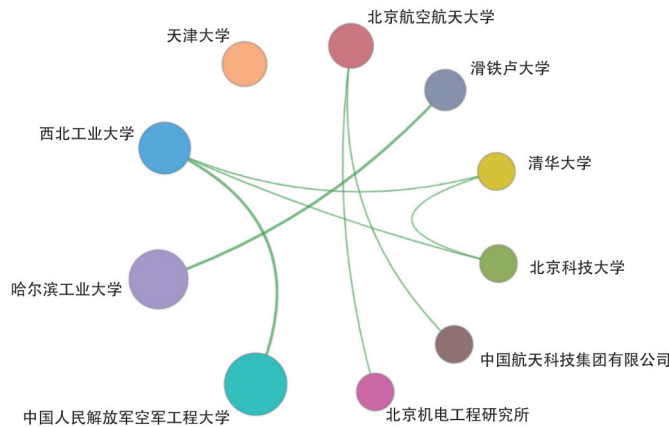 北京航空航天大学
天津大学
滑铁卢大学
西北工业大学
清华大学
北京科技大学
哈尔滨工业大学
中国航天科技集团有限公司
北京机电工程研究所
中国人民解放军空军工程大学